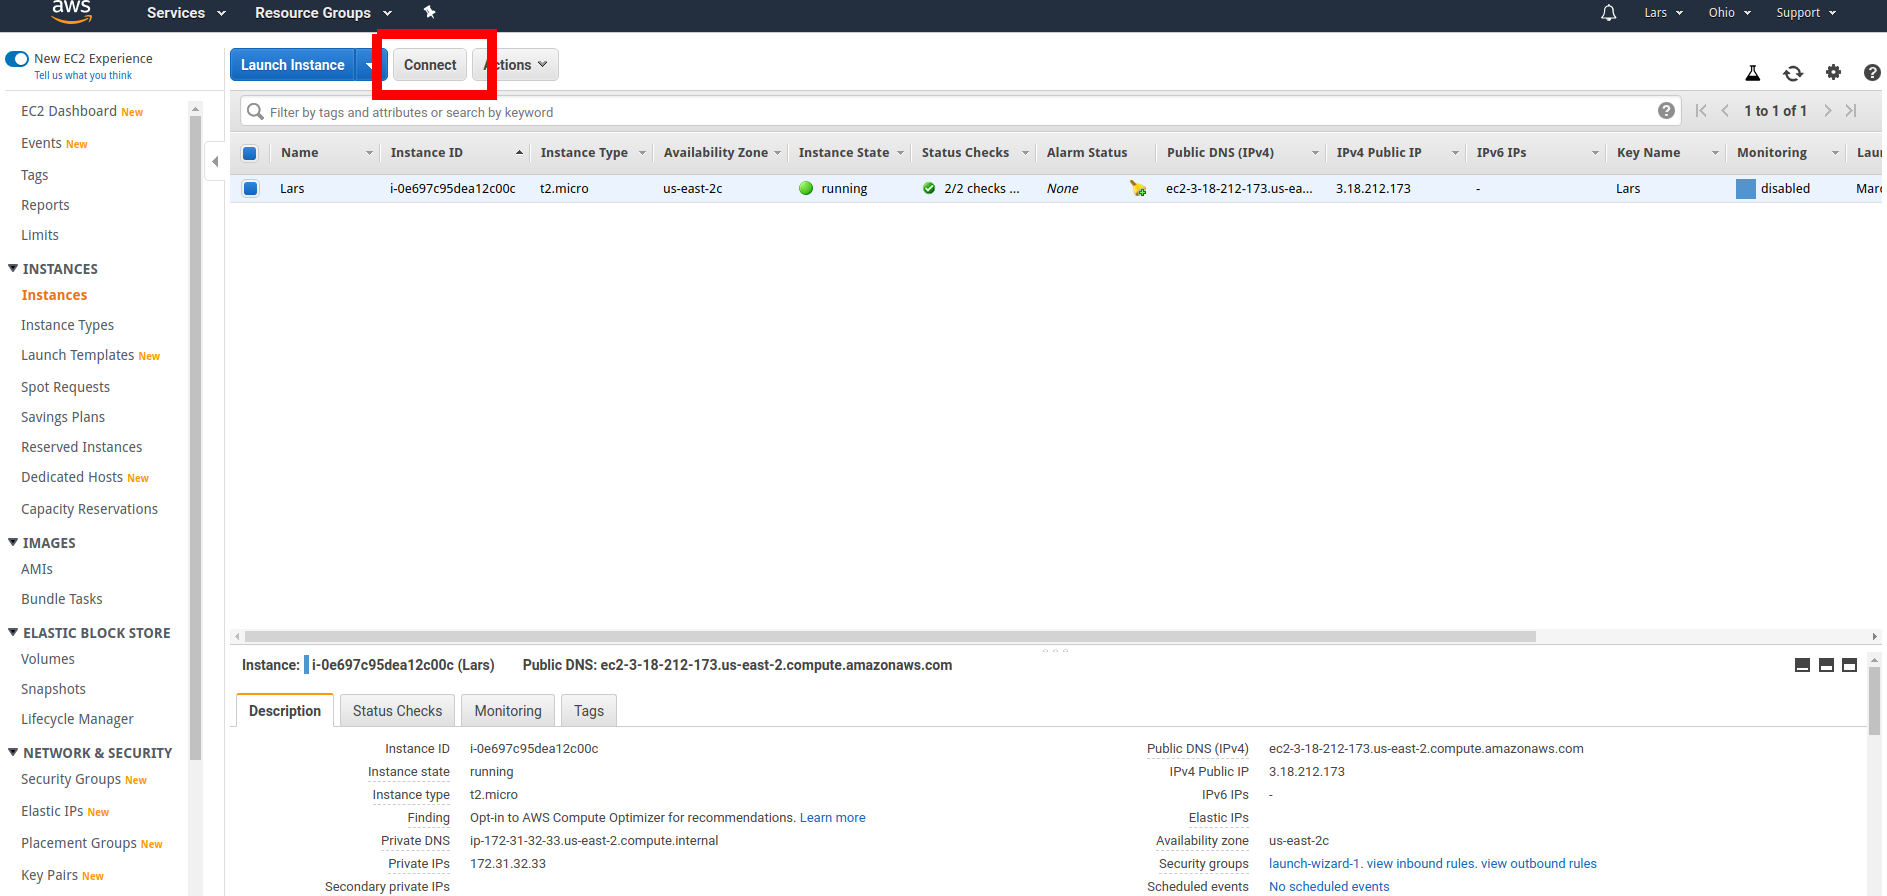 aws Services Resource Groups Lars Ohio Support
New EC2 Experience
Tell us what you think
Launch Instance Connect
Filter by tags and attributes or search by keyword 1 to 1 of 1
Name Instance ID Instance Type Availability Zone Instance State Status Checks Alarm Status Public DNS (IPv4) IPv4 Public IP IPv6 IPs Key Name Monitoring
Lars i-0e697c95dea12c00c t2.micro us-east-2c running 2/2 checks ... None ec2-3-18-212-173.us-ea... 3.18.212.173 - Lars disabled
EC2 Dashboard New
Events New
Tags
Reports
Limits
INSTANCES
Instances
Instance Types
Launch Templates New
Spot Requests
Savings Plans
Reserved Instances
Dedicated Hosts New
Capacity Reservations
IMAGES
AMIs
Bundle Tasks
ELASTIC BLOCK STORE
Volumes
Snapshots
Lifecycle Manager
NETWORK & SECURITY
Security Groups New
Elastic IPs New
Placement Groups New
Key Pairs New
Instance: i-0e697c95dea12c00c (Lars) Public DNS: ec2-3-18-212-173.us-east-2.compute.amazonaws.com
Description Status Checks Monitoring Tags
Instance ID i-0e697c95dea12c00c
Instance state running
Instance type t2.micro
Finding Opt-in to AWS Compute Optimizer for recommendations. Learn more
Private DNS ip-172-31-32-33.us-east-2.compute.internal
Private IPs 172.31.32.33
Secondary private IPs
Public DNS (IPv4) ec2-3-18-212-173.us-east-2.compute.amazonaws.com
IPv4 Public IP 3.18.212.173
IPv6 IPs -
Elastic IPs
Availability zone us-east-2c
Security groups launch-wizard-1. view inbound rules. view outbound rules
Scheduled events No scheduled events